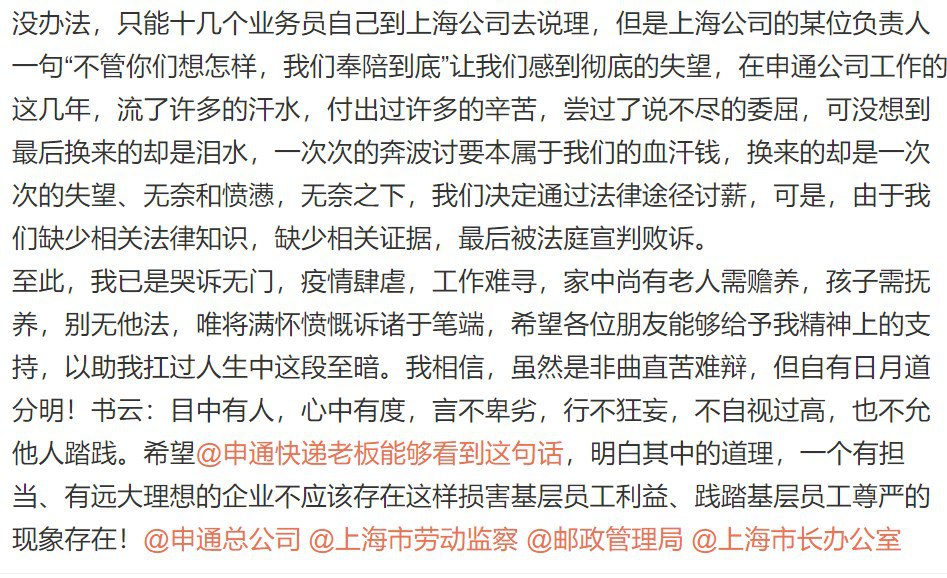 没办法，只能十几个业务员自己到上海公司去说理，但是上海公司的某位负责人
一句“不管你们想怎样，我们奉陪到底”让我们感到彻底的失望，在申通公司工作的
这几年，流了许多的汗水，付出过许多的辛苦，尝过了说不尽的委屈，可没想到
最后换来的却是泪水，一次次的奔波讨要本属于我们的血汗钱，换来的却是一次
次的失望、无奈和愤懑，无奈之下，我们决定通过法律途径讨薪，可是，由于我
们缺少相关法律知识，缺少相关证据，最后被法庭宣判败诉。
至此，我已是哭诉无门，疫情肆虐，工作难寻，家中尚有老人需赡养，孩子需抚
养，别无他法，唯将满怀愤慨诉诸于笔端，希望各位朋友能够给予我精神上的支
持，以助我扛过人生中这段至暗。我相信，虽然是非曲直苦难辩，但自有日月道
分明！书云：目中有人，心中有度，言不卑劣，行不狂妄，不自视过高，也不允
他人踏践。希望@申通快递老板能够看到这句话，明白其中的道理，一个有担
当、有远大理想的企业不应该存在这样损害基层员工利益、践踏基层员工尊严的
现象存在！@申通总公司 @上海市劳动监察 @邮政管理局 @上海市长办公室